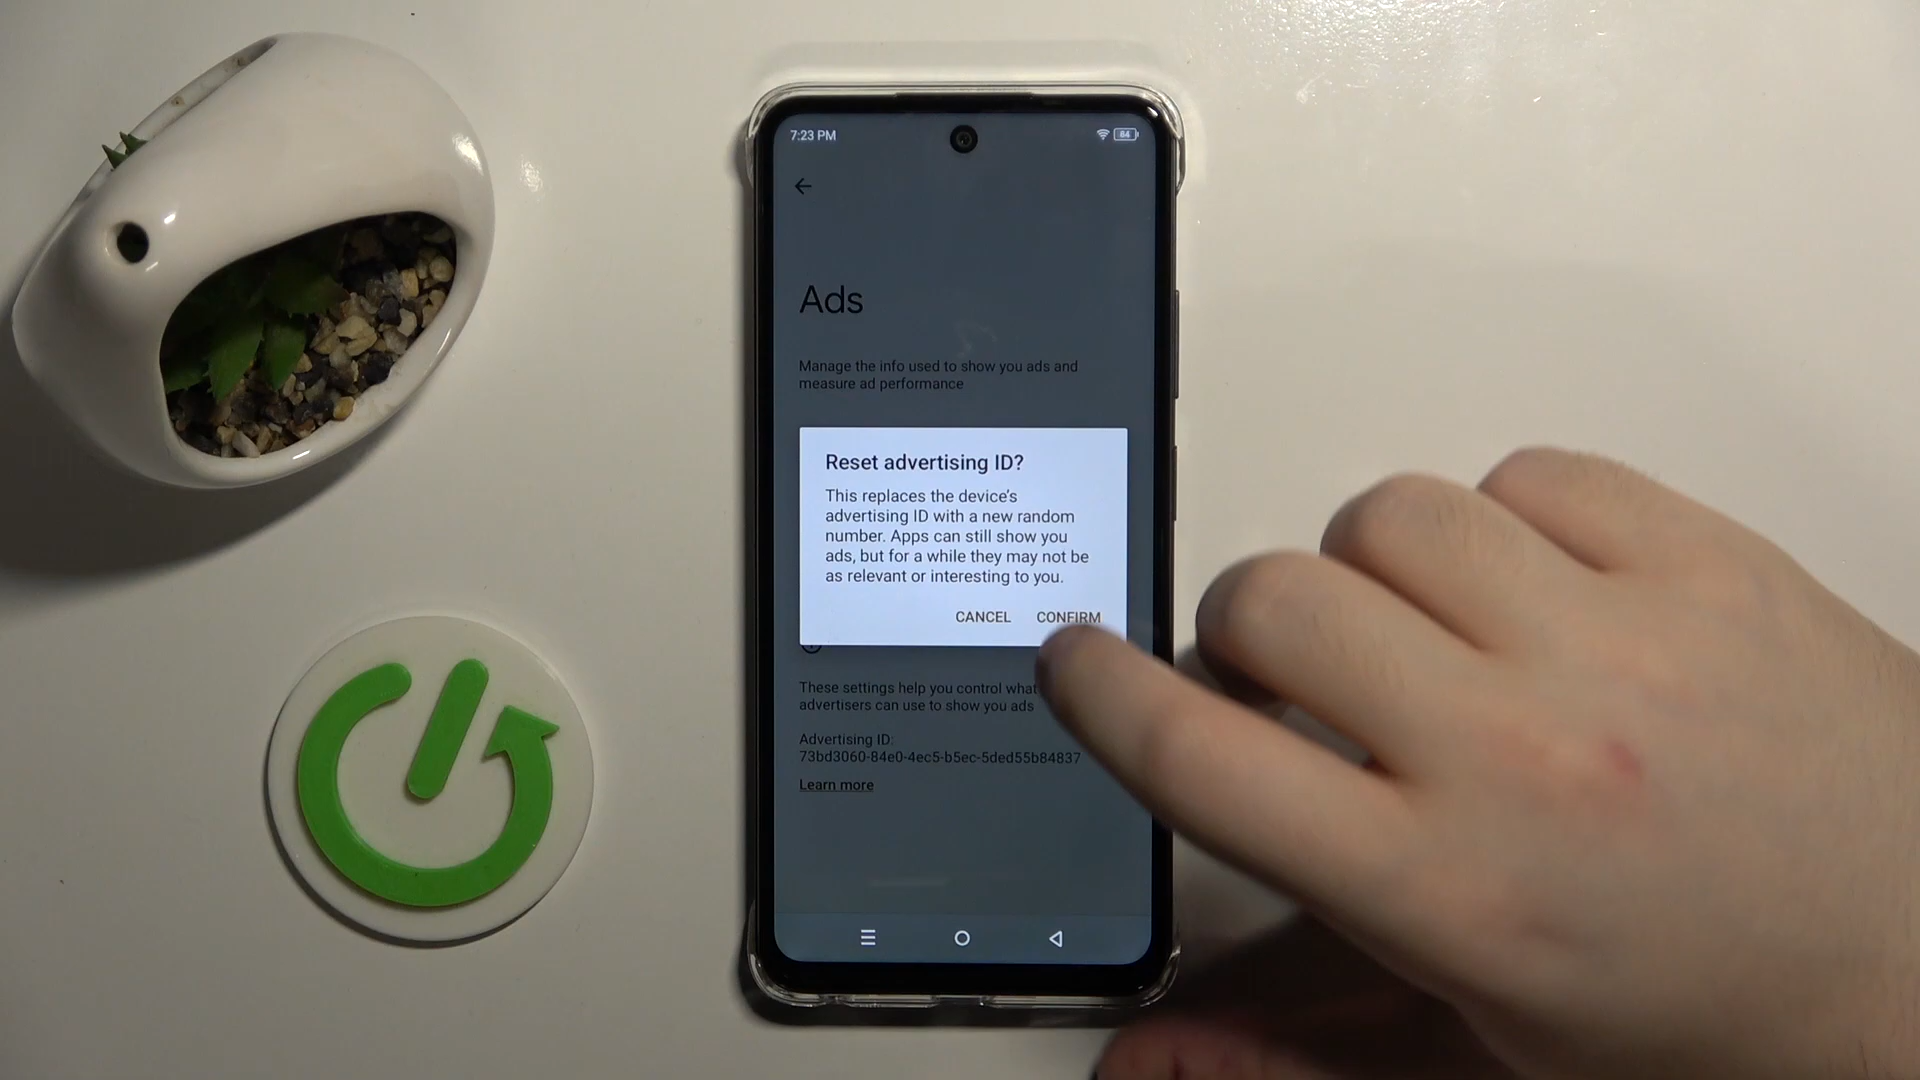 7:23 PM
84
Ads
Manage the info used to show you ads and
measure ad performance
Reset advertising ID?
This replaces the device's
advertising ID with a new random
number. Apps can still show you
ads, but for a while they may not be
as relevant or interesting to you.
CANCEL CONFIRM
These settings help you control what
advertisers can use to show you ads
Advertising ID:
73bd3060-84e0-4ec5-b5ec-5ded55b84837
Learn more